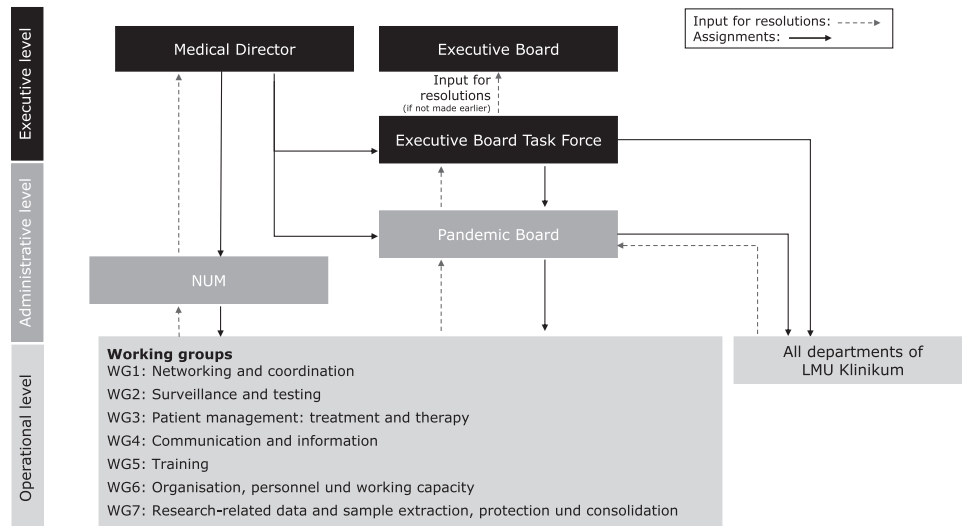 Executive level
Administrative level
Operational level
Input for resolutions:
Assignments:
Medical Director
Executive Board
Input for
resolutions
(if not made earlier)
Executive Board Task Force
Pandemic Board
NUM
Working groups
WG1: Networking and coordination
WG2: Surveillance and testing
WG3: Patient management: treatment and therapy
WG4: Communication and information
WG5: Training
WG6: Organisation, personnel und working capacity
WG7: Research-related data and sample extraction, protection und consolidation
All departments of
LMU Klinikum